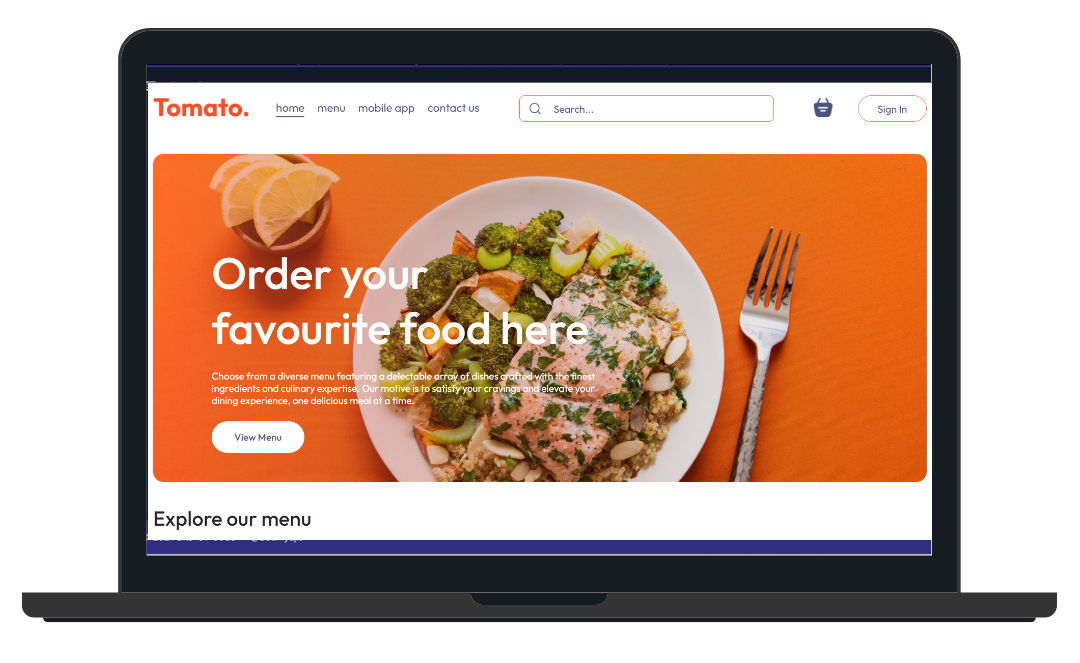 Tomato.
home menu mobile app contact us
Search...
Sign In
Order your
favourite food here
Choose from a diverse menu featuring a delectable array of dishes crafted with the finest
ingredients and culinary expertise. Our motive is to satisfy your cravings and elevate your
dining experience, one delicious meal at a time.
View Menu
Explore our menu